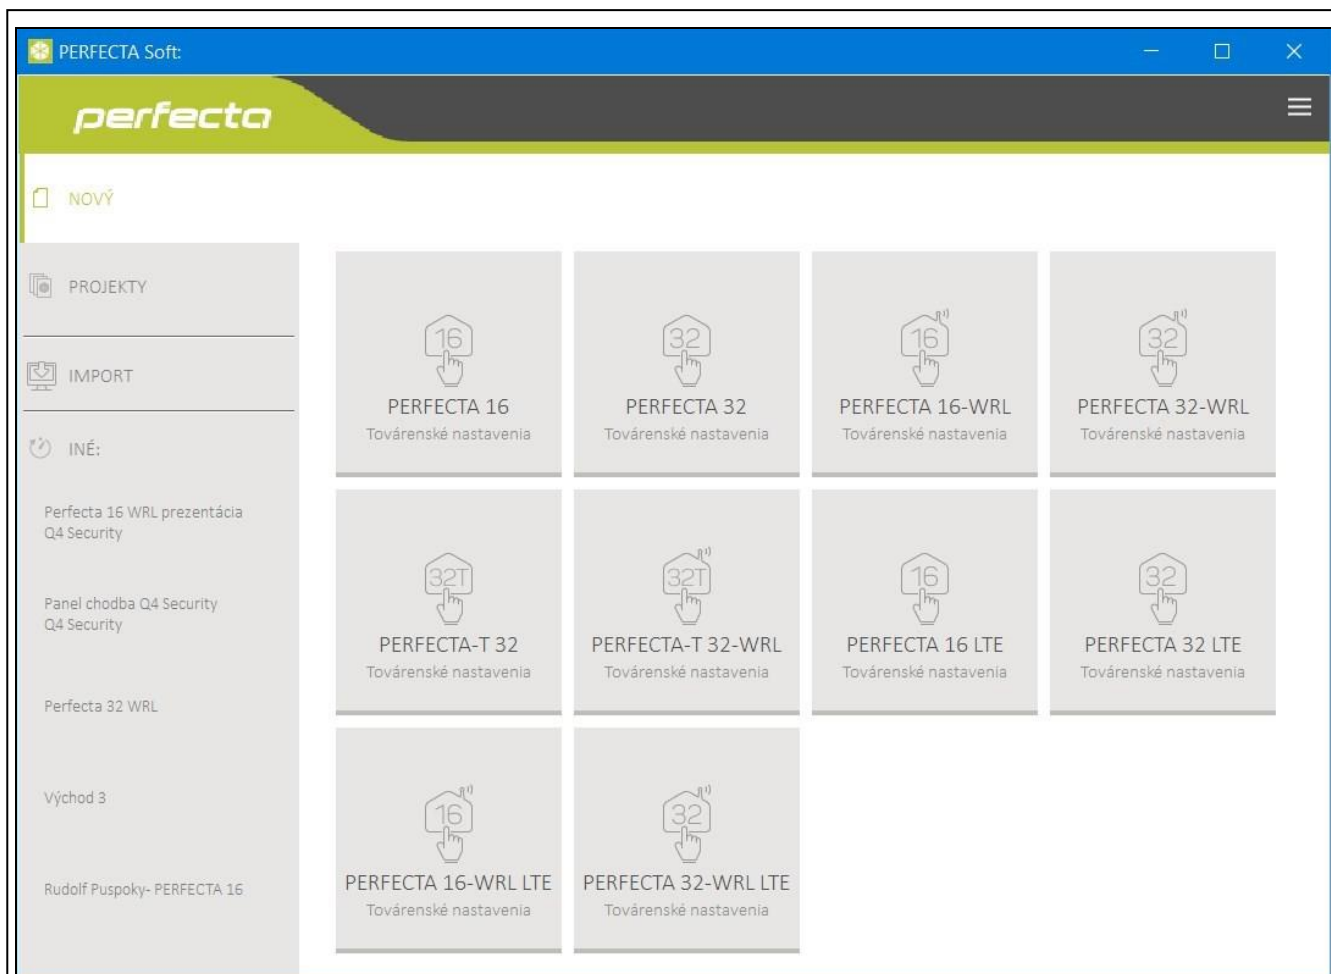 PERFECTA Soft:
perfecta
NOVÝ
PROJEKTY
IMPORT
INÉ:
Perfecta 16 WRL prezentácia
Q4 Security
Panel chodba Q4 Security
Q4 Security
Perfecta 32 WRL
Východ 3
Rudolf Puspoky- PERFECTA 16
16
PERFECTA 16
Továrenské nastavenia
32
PERFECTA 32
Továrenské nastavenia
16
PERFECTA 16-WRL
Továrenské nastavenia
32
PERFECTA 32-WRL
Továrenské nastavenia
32T
PERFECTA-T 32
Továrenské nastavenia
32T
PERFECTA-T 32-WRL
Továrenské nastavenia
16
PERFECTA 16 LTE
Továrenské nastavenia
32
PERFECTA 32 LTE
Továrenské nastavenia
16
PERFECTA 16-WRL LTE
Továrenské nastavenia
32
PERFECTA 32-WRL LTE
Továrenské nastavenia